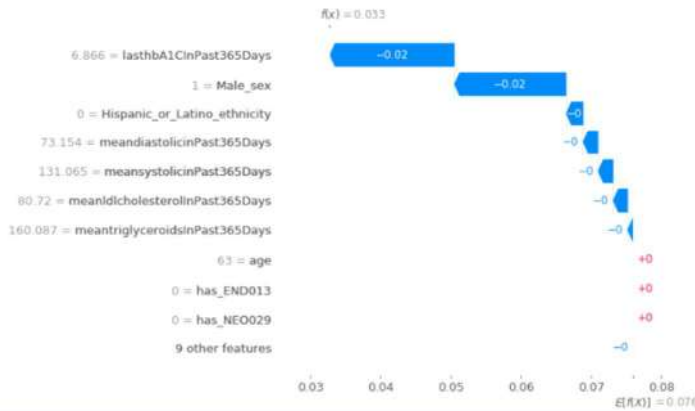 f(x) = 0.033
6.866 = lasthbA1CInPast365Days
−0.02
1 = Male_sex
−0.02
0 = Hispanic_or_Latino_ethnicity
−0
73.154 = meandiastolicinPast365Days
−0
131.065 = meansystolicinPast365Days
−0
80.72 = meanldlcholesterolInPast365Days
−0
160.087 = meantriglyceroidsInPast365Days
−0
63 = age
+0
0 = has_END013
+0
0 = has_NEO029
+0
9 other features
−0
0.03 0.04 0.05 0.06 0.07 0.08
E[f(X)] = 0.076